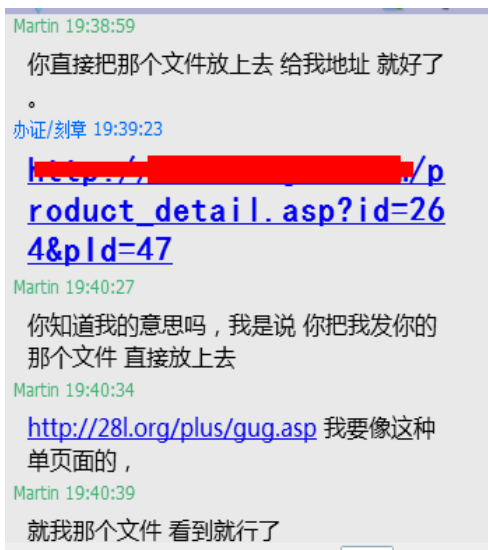 Martin 19:38:59
你直接把那个文件放上去 给我地址 就好了
。
办证/刻章 19:39:23
http://
/p
roduct_detail.asp?id=26
4&pId=47
Martin 19:40:27
你知道我的意思吗，我是说 你把我发你的
那个文件 直接放上去
Martin 19:40:34
http://28l.org/plus/gug.asp 我要像这种
单页面的，
Martin 19:40:39
就我那个文件 看到就行了